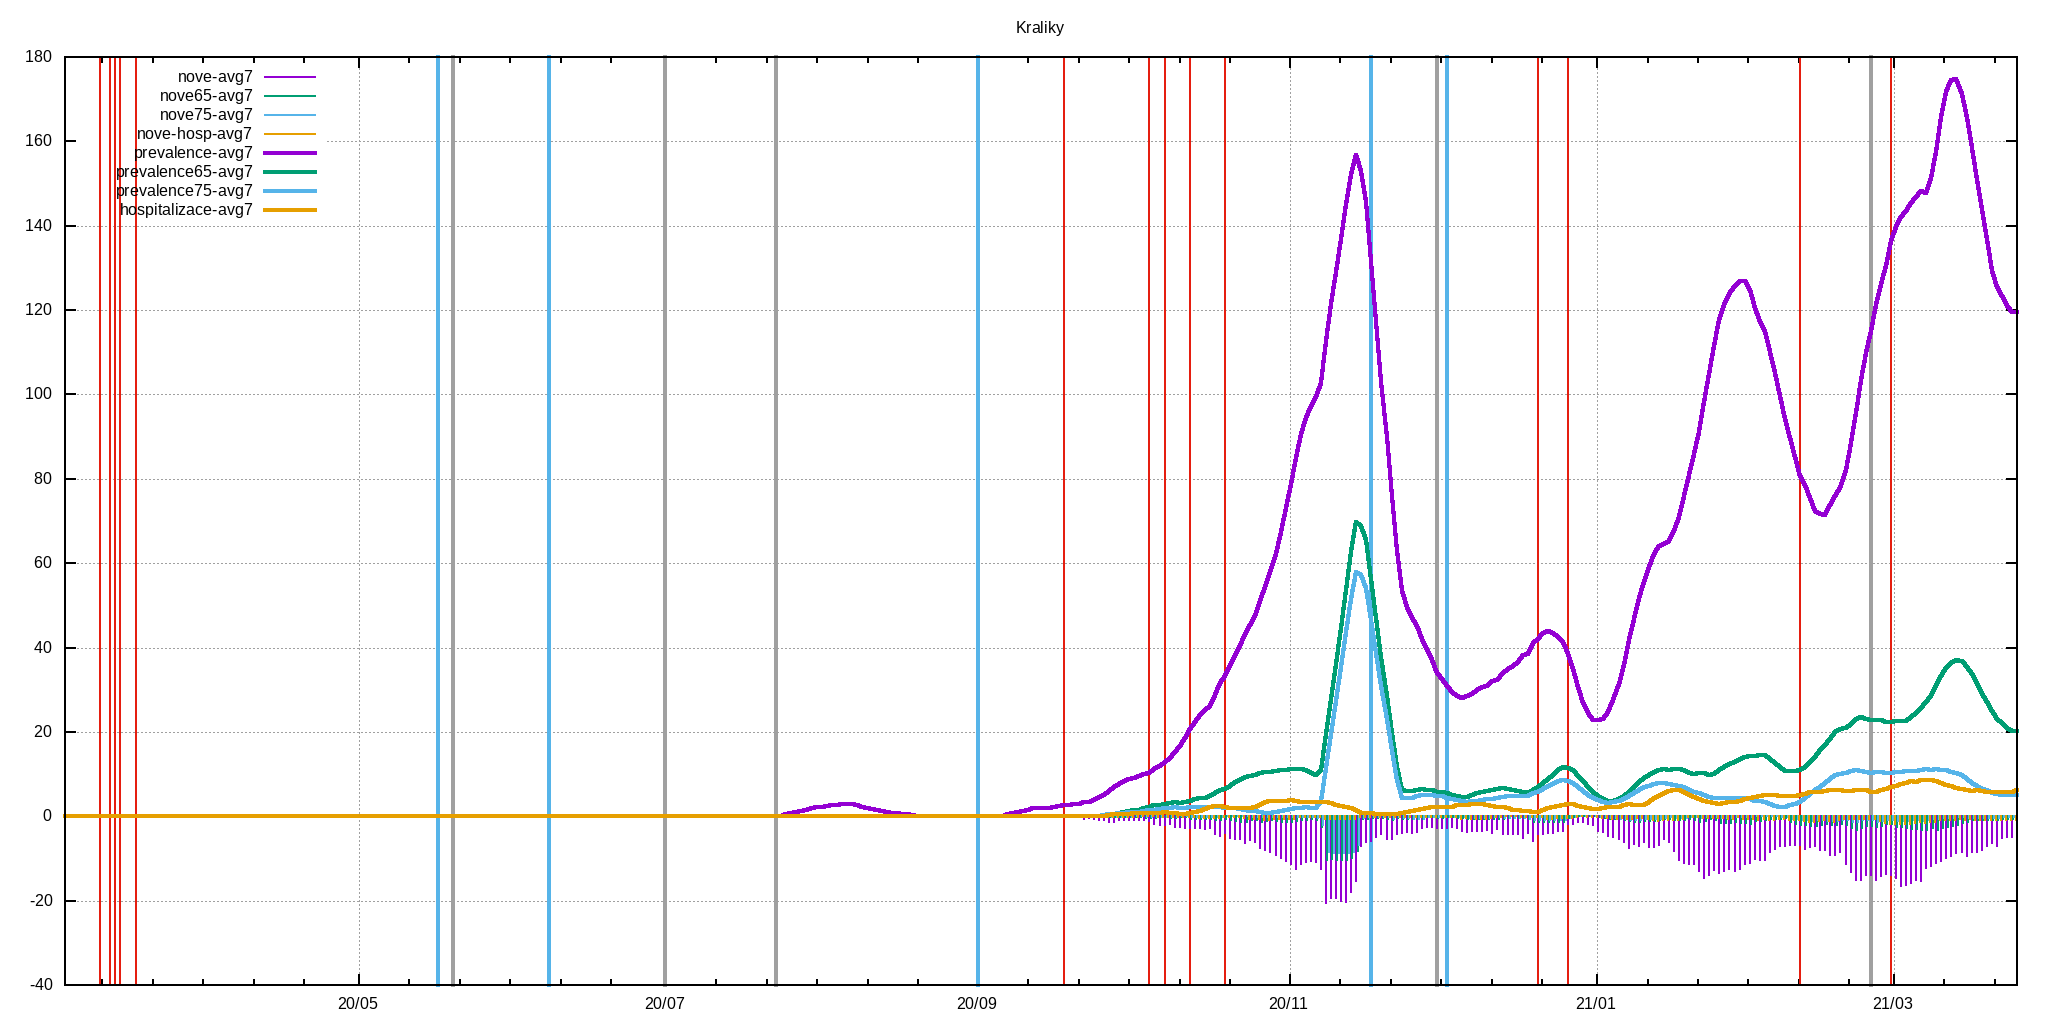 Kraliky
180
160
140
120
100
80
60
40
20
0
-20
-40
nove-avg7
nove65-avg7
nove75-avg7
nove-hosp-avg7
prevalence-avg7
prevalence65-avg7
prevalence75-avg7
hospitalizace-avg7
20/05 20/07 20/09 20/11 21/01 21/03